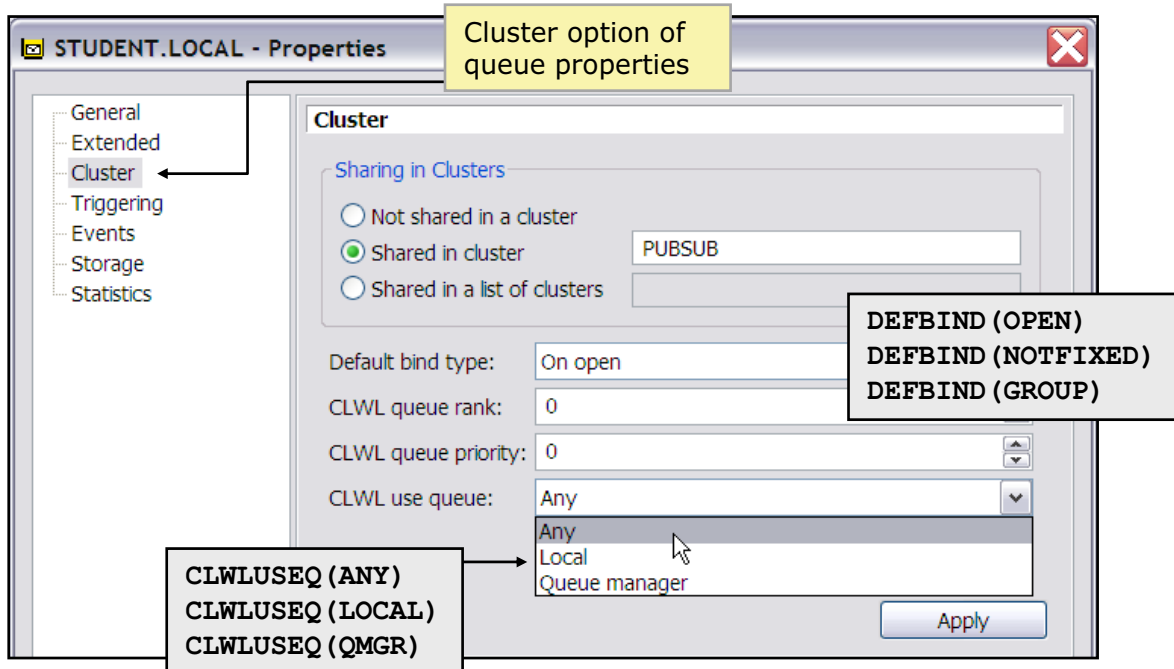 Cluster option of
queue properties
STUDENT.LOCAL - Properties
General
Extended
Cluster
Triggering
Events
Storage
Statistics
Cluster
Sharing in Clusters
Not shared in a cluster
Shared in cluster
PUBSUB
Shared in a list of clusters
DEFBIND(OPEN)
DEFBIND(NOTFIXED)
DEFBIND(GROUP)
Default bind type: On open
CLWL queue rank: 0
CLWL queue priority: 0
CLWL use queue: Any
Any
Local
Queue manager
CLWLUSEQ(ANY)
CLWLUSEQ(LOCAL)
CLWLUSEQ(QMGR)
Apply